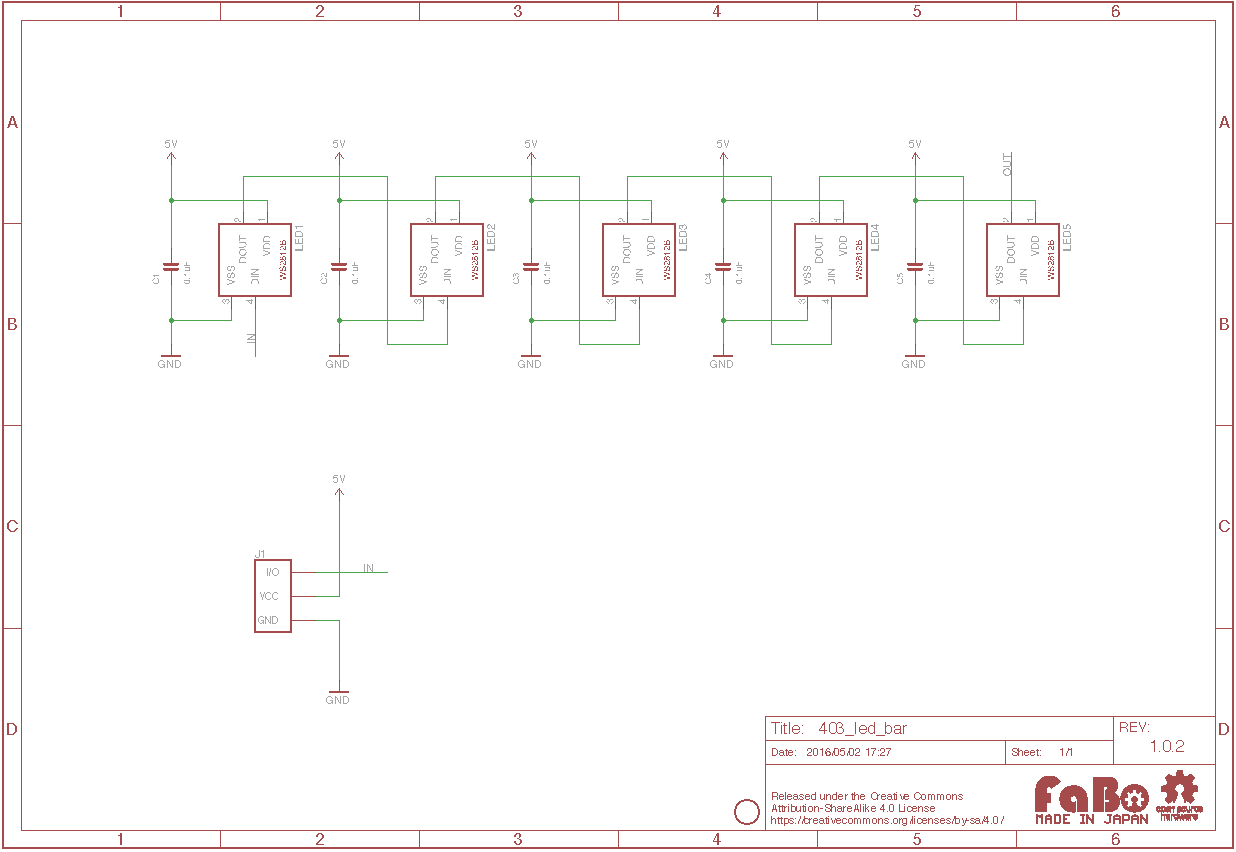 1 2 3 4 5 6
A A
B B
C C
D D
5V 5V 5V 5V 5V OUT
2 1 2 1 2 1 2 1 2 1
LED1 LED2 LED3 LED4 LED5
DOUT VDD DOUT VDD DOUT VDD DOUT VDD DOUT VDD
WS2812B WS2812B WS2812B WS2812B WS2812B
C1 0.1uF C2 0.1uF C3 0.1uF C4 0.1uF C5 0.1uF
VSS DIN VSS DIN VSS DIN VSS DIN VSS DIN
3 4 3 4 3 4 3 4 3 4
IN
GND GND GND GND GND
5V
J1
I/O IN
VCC
GND
GND
Title: 403_led_bar
REV:
1.0.2
Date: 2016/05/02 17:27
Sheet: 1/1
Released under the Creative Commons
Attribution-ShareAlike 4.0 License
https://creativecommons.org/licenses/by-sa/4.0/
FaBo
MADE IN JAPAN
open source
hardware
1 2 3 4 5 6